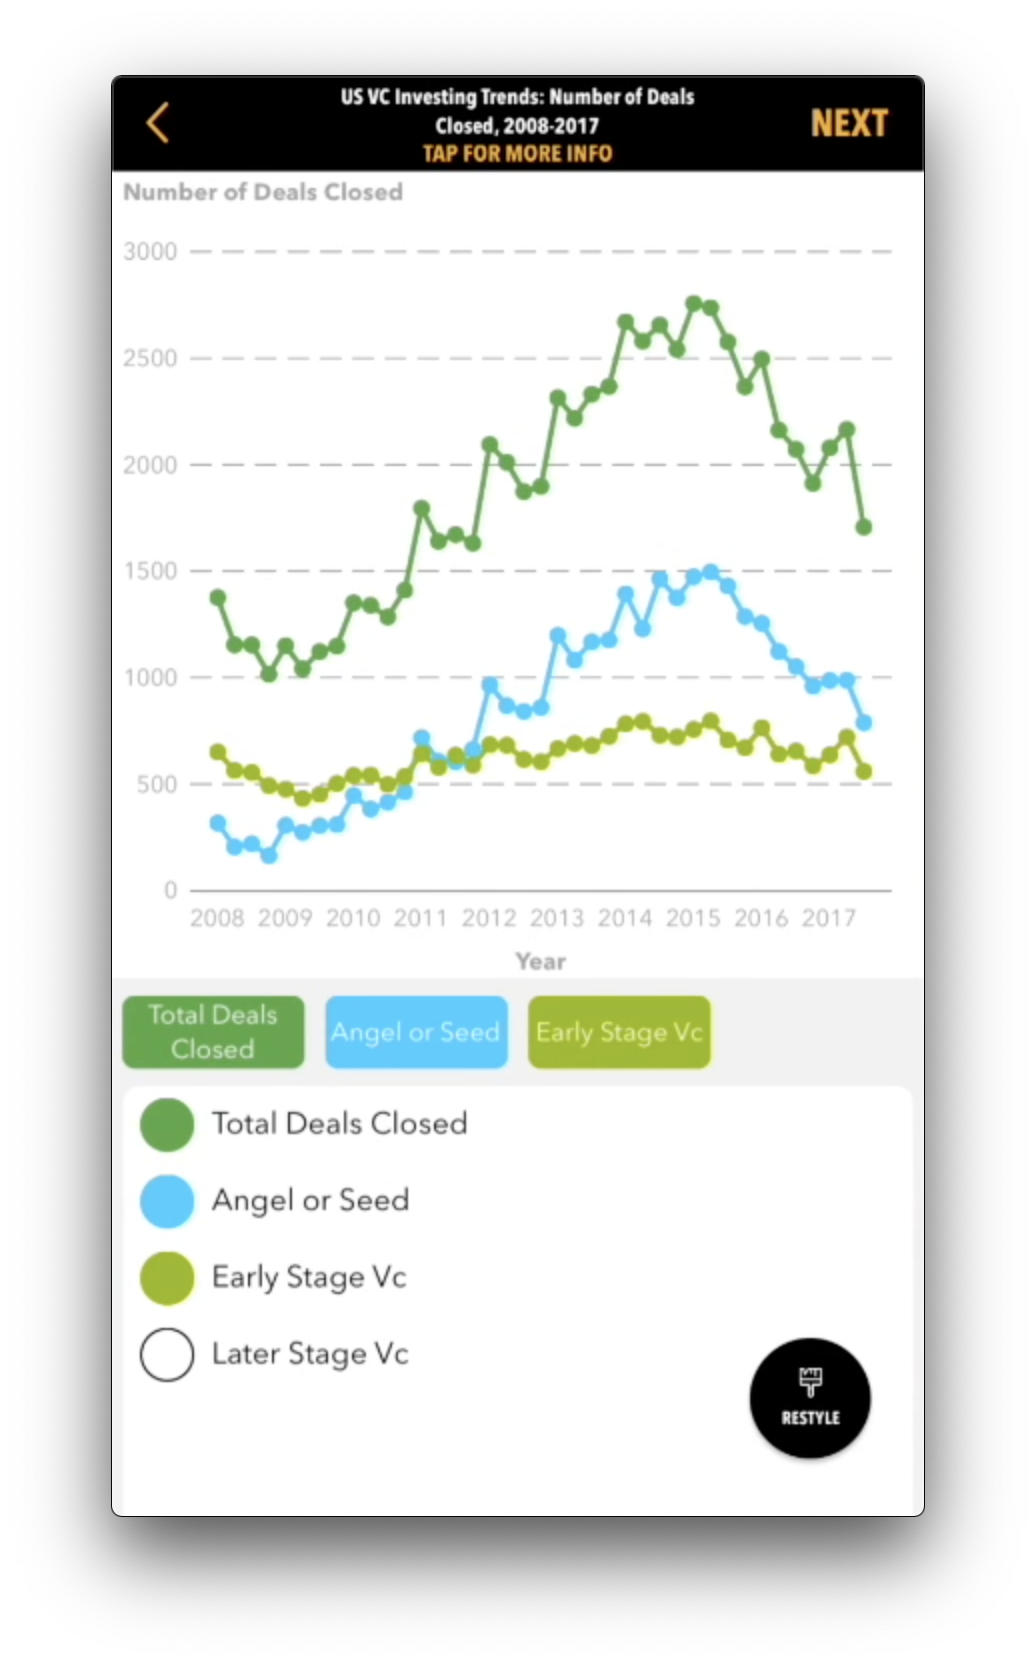 US VC Investing Trends: Number of Deals
Closed, 2008-2017
TAP FOR MORE INFO
NEXT
Number of Deals Closed
3000
2500
2000
1500
1000
500
0
2008 2009 2010 2011 2012 2013 2014 2015 2016 2017
Year
Total Deals
Closed
Angel or Seed
Early Stage Vc
Total Deals Closed
Angel or Seed
Early Stage Vc
Later Stage Vc
RESTYLE